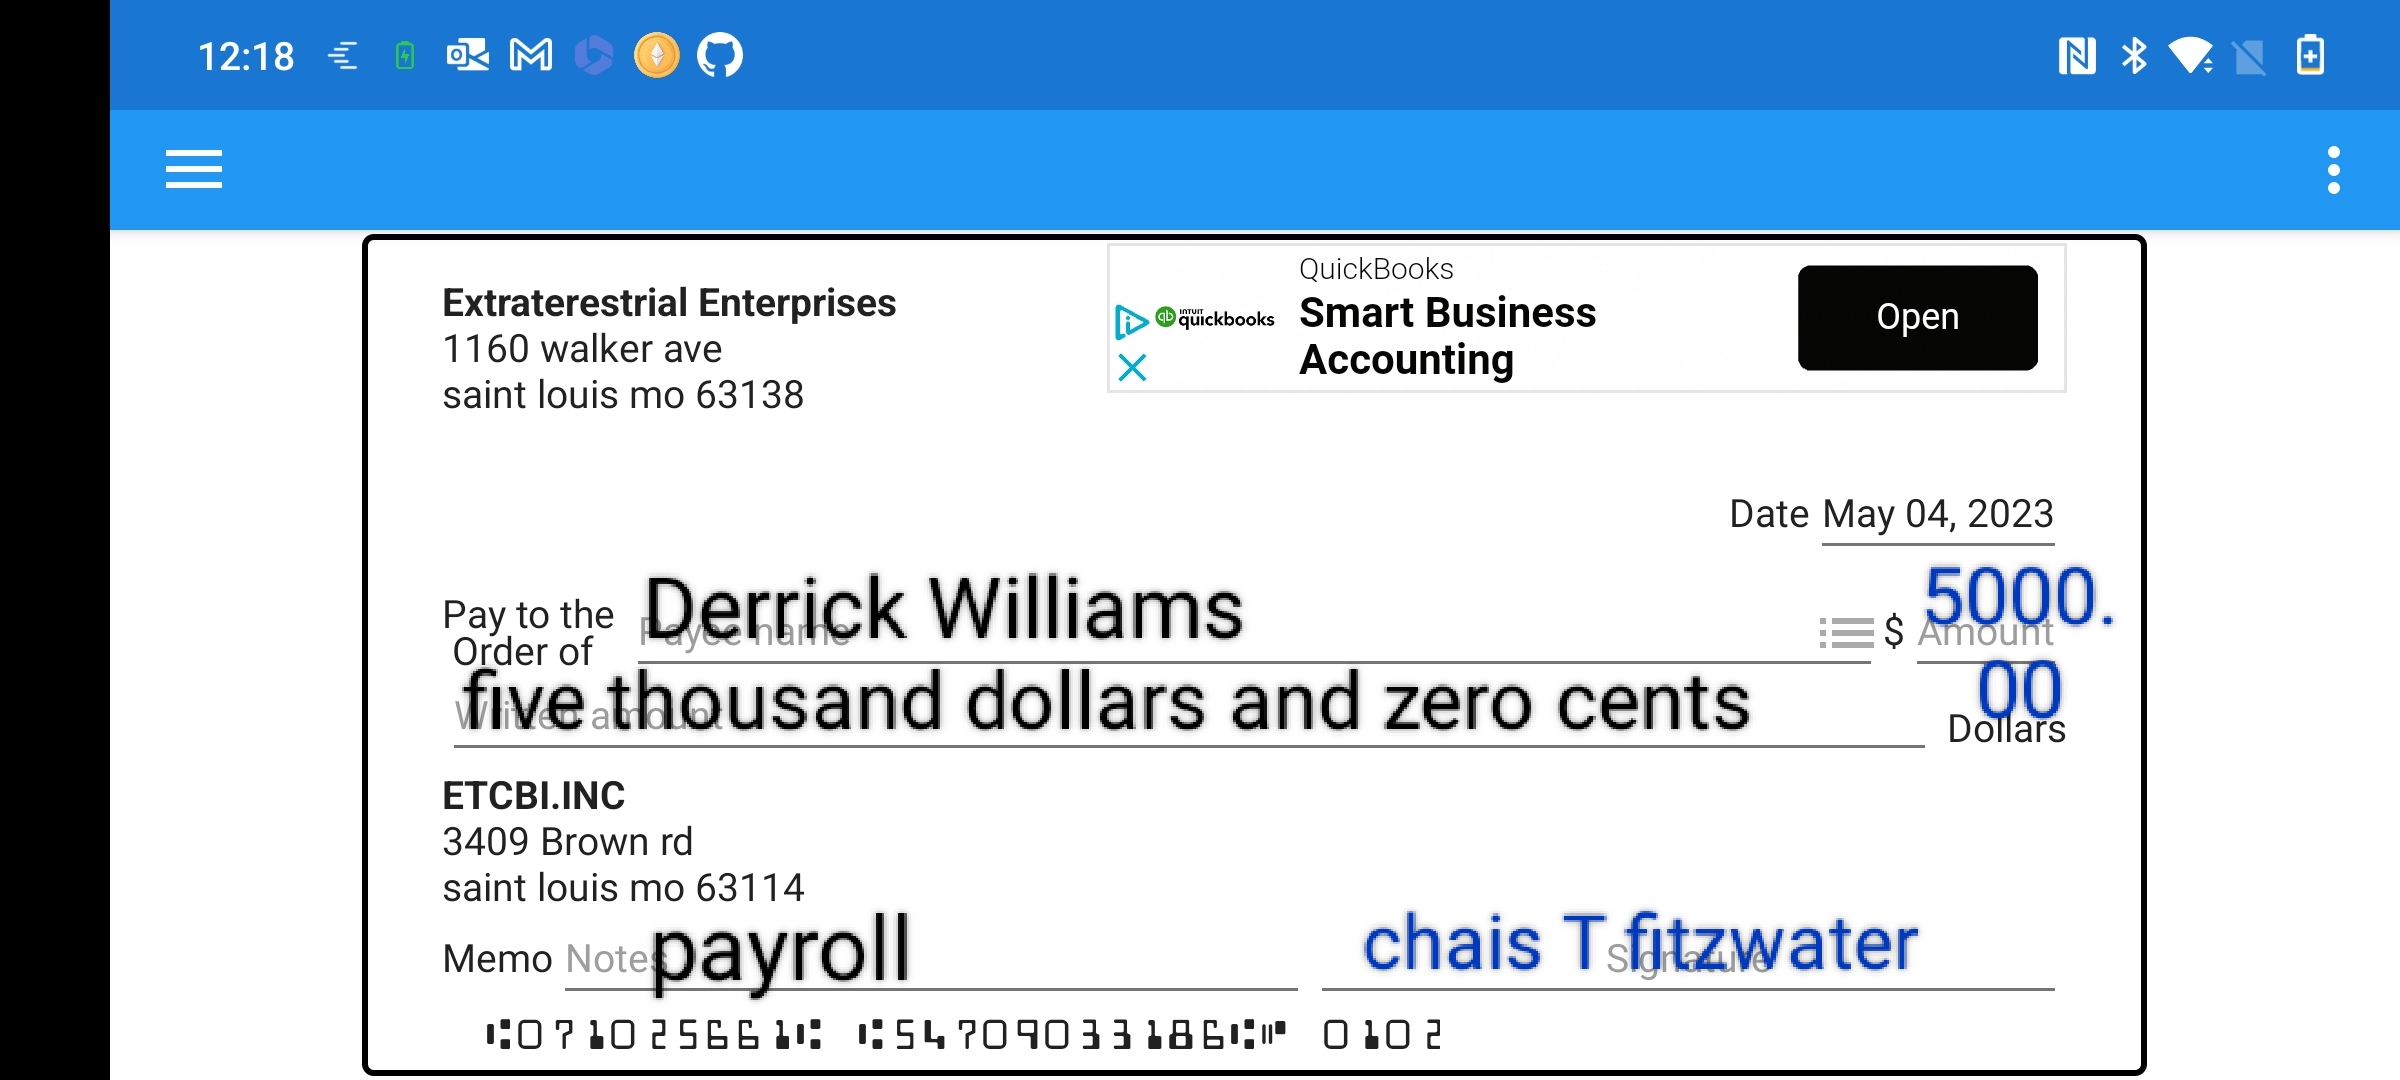 12:18
Extraterestrial Enterprises
1160 walker ave
saint louis mo 63138
QuickBooks
INTUIT
quickbooks
Smart Business
Accounting
Open
Date May 04, 2023
Pay to the
Order of
Payee name
Derrick Williams
$ Amount
5000.
00
Written amount
five thousand dollars and zero cents
Dollars
ETCBI.INC
3409 Brown rd
saint louis mo 63114
Memo Notes payroll
Signature
chais T fitzwater
⑆071025661⑆ ⑆54709033186⑆⑈ 0102